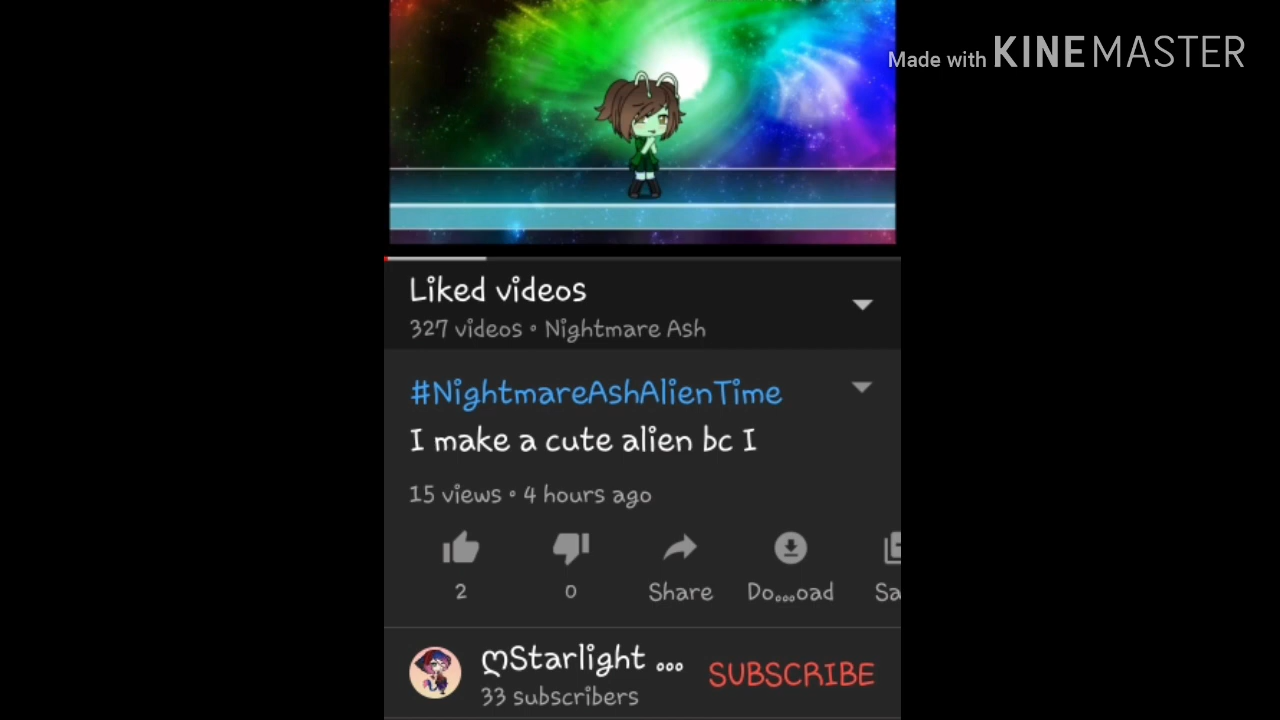 Made with KINEMASTER
Liked videos
327 videos • Nightmare Ash
#NightmareAshAlienTime
I make a cute alien bc I
15 views • 4 hours ago
2 0 Share Do...oad Sa
ღStarlight ... SUBSCRIBE
33 subscribers